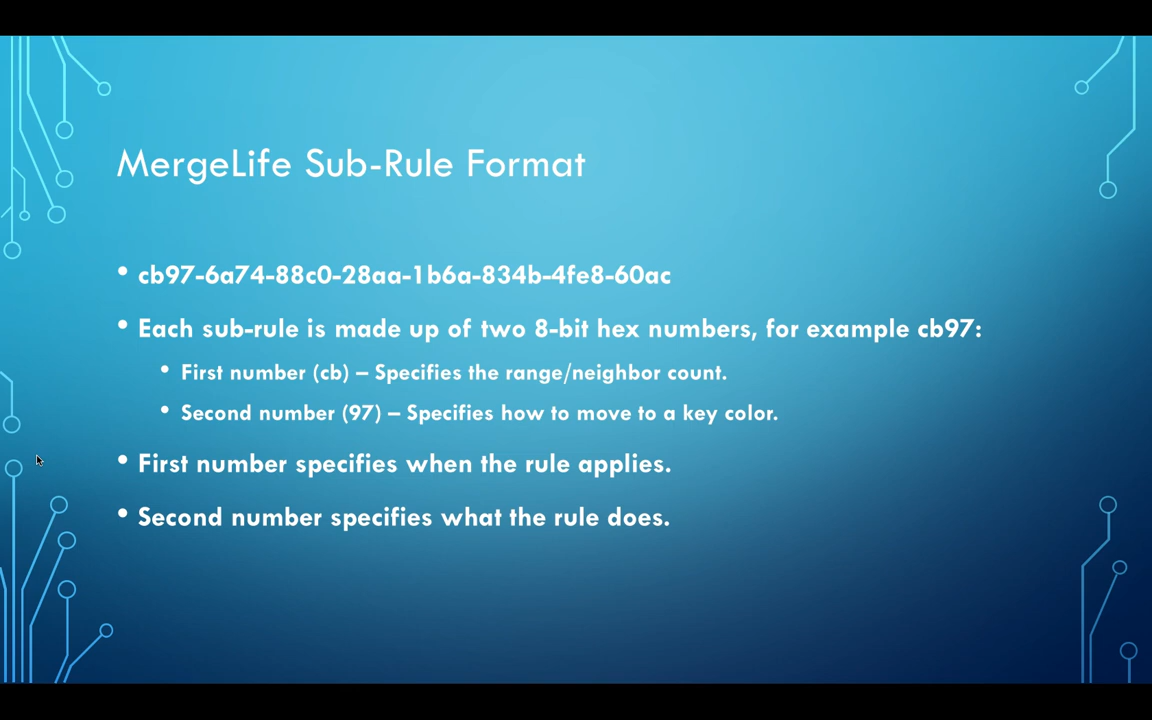 MergeLife Sub-Rule Format
• cb97-6a74-88c0-28aa-1b6a-834b-4fe8-60ac
• Each sub-rule is made up of two 8-bit hex numbers, for example cb97:
• First number (cb) – Specifies the range/neighbor count.
• Second number (97) – Specifies how to move to a key color.
• First number specifies when the rule applies.
• Second number specifies what the rule does.